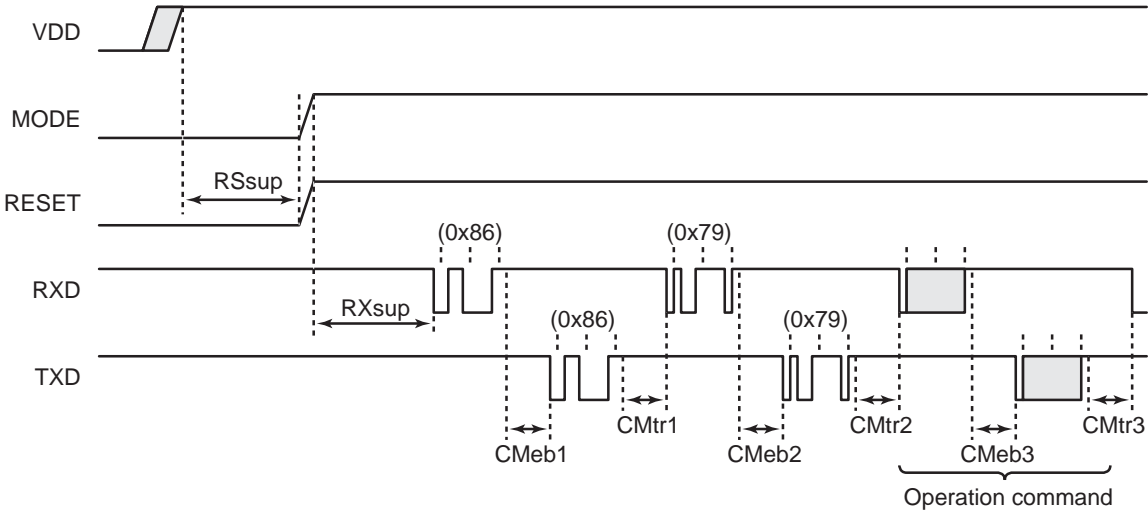 VDD
MODE
RSsup
RESET
(0x86)
(0x79)
RXD
RXsup
(0x86)
(0x79)
TXD
CMtr1
CMtr2
CMtr3
CMeb1
CMeb2
CMeb3
Operation command